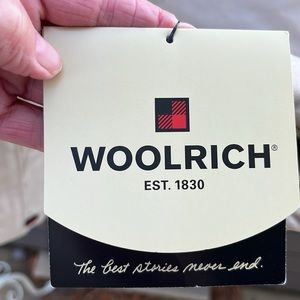 WOOLRICH®
EST. 1830
The best stories never end.